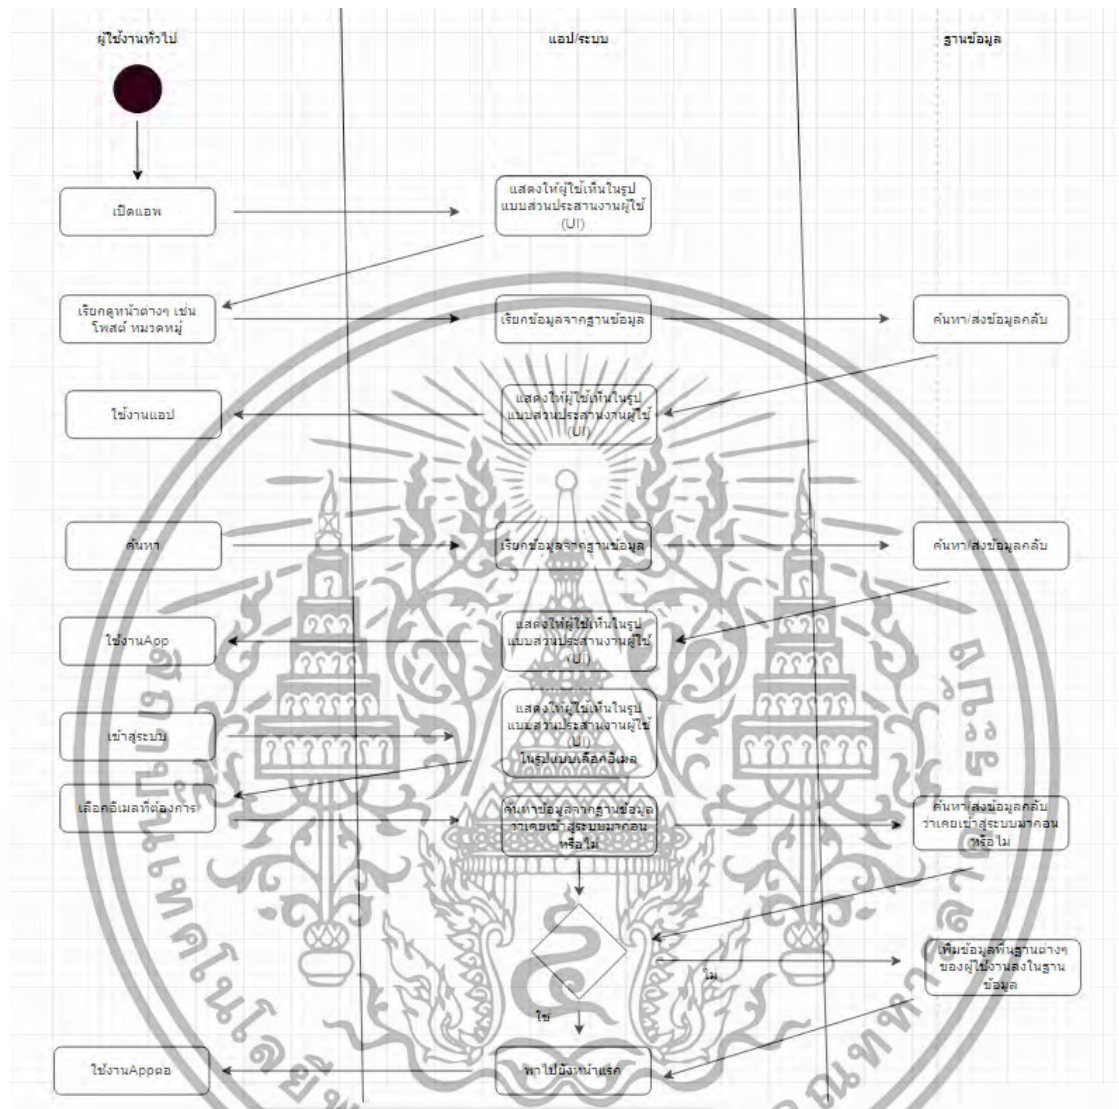 ผู้ใช้งานทั่วไป
แอป/ระบบ
ฐานข้อมูล
เปิดแอพ
แสดงให้ผู้ใช้เห็นในรูป
แบบส่วนประสานงานผู้ใช้
(UI)
เรียกดูหน้าต่างๆ เช่น
โพสต์ หมวดหมู่
เรียกข้อมูลจากฐานข้อมูล
ค้นหา/ส่งข้อมูลกลับ
ใช้งานแอป
แสดงให้ผู้ใช้เห็นในรูป
แบบส่วนประสานงานผู้ใช้
(UI)
ค้นหา
เรียกข้อมูลจากฐานข้อมูล
ค้นหา/ส่งข้อมูลกลับ
ใช้งานApp
แสดงให้ผู้ใช้เห็นในรูป
แบบส่วนประสานงานผู้ใช้
(UI)
เข้าสู่ระบบ
แสดงให้ผู้ใช้เห็นในรูป
แบบส่วนประสานงานผู้ใช้
(UI)
ในรูปแบบเลือกอีเมล
เลือกอีเมลที่ต้องการ
ค้นหาข้อมูลจากฐานข้อมูล
ว่าเคยเข้าสู่ระบบมาก่อน
หรือไม่
ค้นหา/ส่งข้อมูลกลับ
ว่าเคยเข้าสู่ระบบมาก่อน
หรือไม่
เพิ่มข้อมูลพื้นฐานต่างๆ
ของผู้ใช้งานลงในฐาน
ข้อมูล
ไม่
ใช่
ใช้งานAppต่อ
พาไปยังหน้าแรก